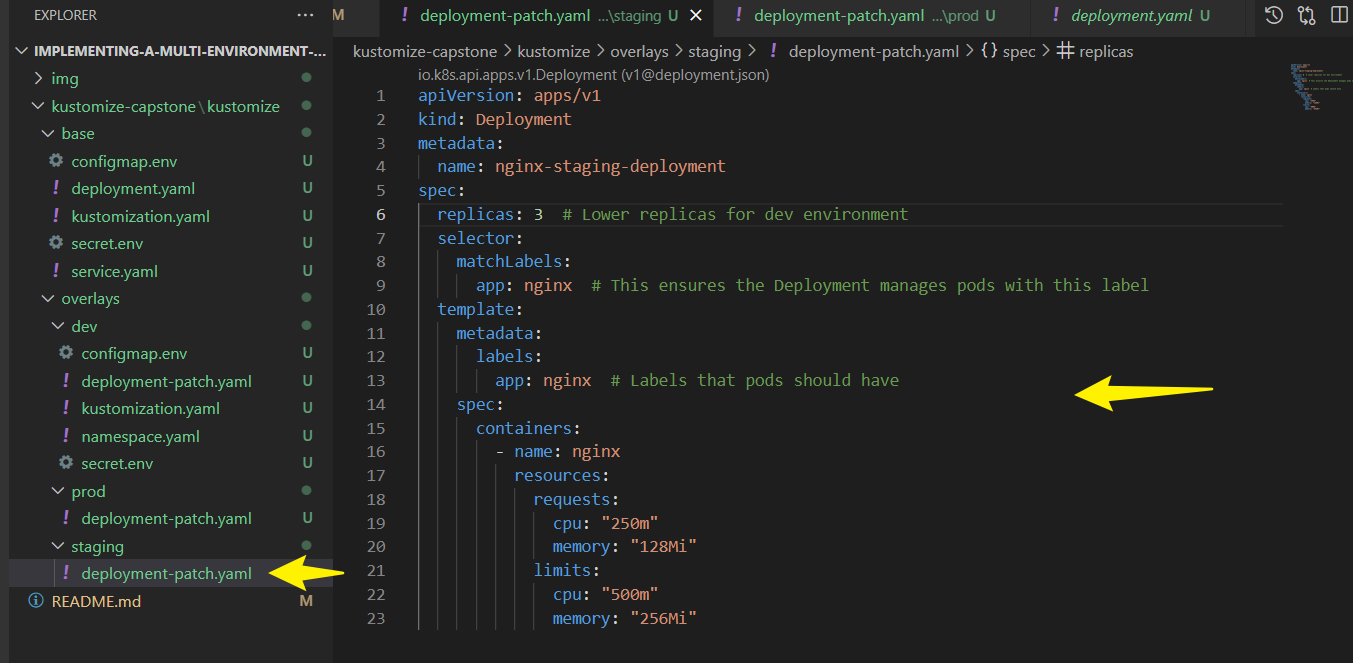 EXPLORER ···
IMPLEMENTING-A-MULTI-ENVIRONMENT-...
img
kustomize-capstone \ kustomize
base
configmap.env U
! deployment.yaml U
! kustomization.yaml U
secret.env U
! service.yaml U
overlays
dev
configmap.env U
! deployment-patch.yaml U
! kustomization.yaml U
! namespace.yaml U
secret.env U
prod
! deployment-patch.yaml U
staging
! deployment-patch.yaml
README.md M
M ! deployment-patch.yaml ...\staging U ! deployment-patch.yaml ...\prod U ! deployment.yaml U
kustomize-capstone > kustomize > overlays > staging > ! deployment-patch.yaml > {} spec > # replicas
io.k8s.api.apps.v1.Deployment (v1@deployment.json)
1 apiVersion: apps/v1
2 kind: Deployment
3 metadata:
4 name: nginx-staging-deployment
5 spec:
6 replicas: 3 # Lower replicas for dev environment
7 selector:
8 matchLabels:
9 app: nginx # This ensures the Deployment manages pods with this label
10 template:
11 metadata:
12 labels:
13 app: nginx # Labels that pods should have
14 spec:
15 containers:
16 - name: nginx
17 resources:
18 requests:
19 cpu: "250m"
20 memory: "128Mi"
21 limits:
22 cpu: "500m"
23 memory: "256Mi"